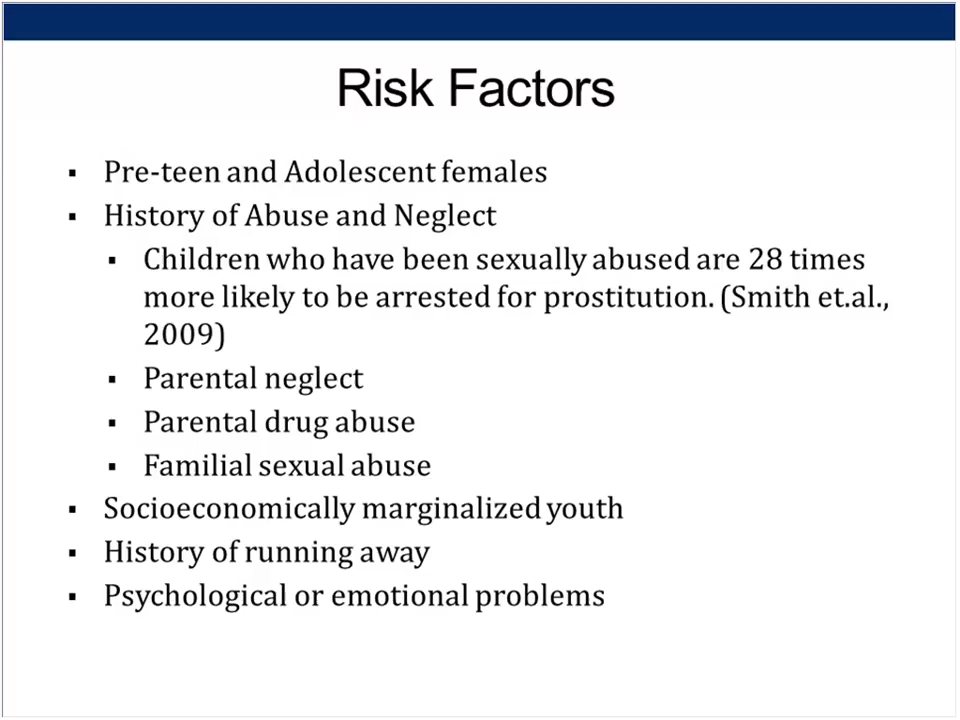 Risk Factors
▪ Pre-teen and Adolescent females
▪ History of Abuse and Neglect
▪ Children who have been sexually abused are 28 times
more likely to be arrested for prostitution. (Smith et.al.,
2009)
▪ Parental neglect
▪ Parental drug abuse
▪ Familial sexual abuse
▪ Socioeconomically marginalized youth
▪ History of running away
▪ Psychological or emotional problems